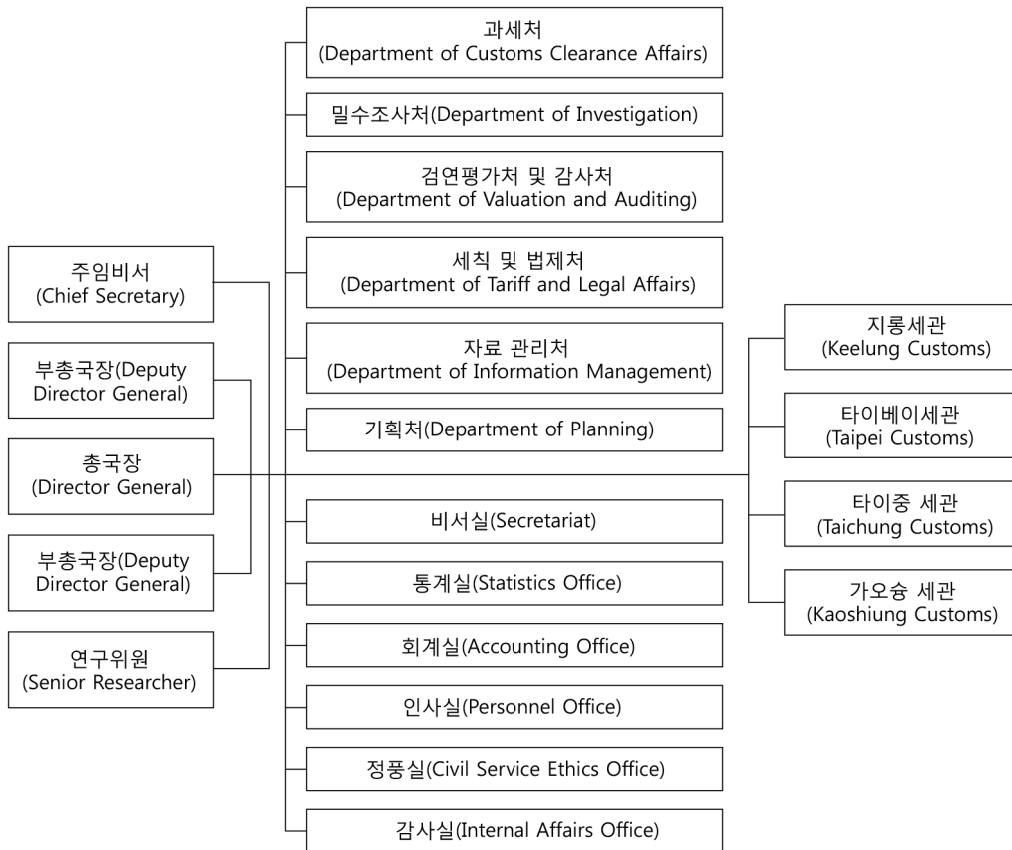 주임비서
(Chief Secretary)
부총국장(Deputy
Director General)
총국장
(Director General)
부총국장(Deputy
Director General)
연구위원
(Senior Researcher)
과세처
(Department of Customs Clearance Affairs)
밀수조사처(Department of Investigation)
검연평가처 및 감사처
(Department of Valuation and Auditing)
세칙 및 법제처
(Department of Tariff and Legal Affairs)
자료 관리처
(Department of Information Management)
기획처(Department of Planning)
비서실(Secretariat)
통계실(Statistics Office)
회계실(Accounting Office)
인사실(Personnel Office)
정풍실(Civil Service Ethics Office)
감사실(Internal Affairs Office)
지롱세관
(Keelung Customs)
타이베이세관
(Taipei Customs)
타이중 세관
(Taichung Customs)
가오슝 세관
(Kaoshiung Customs)